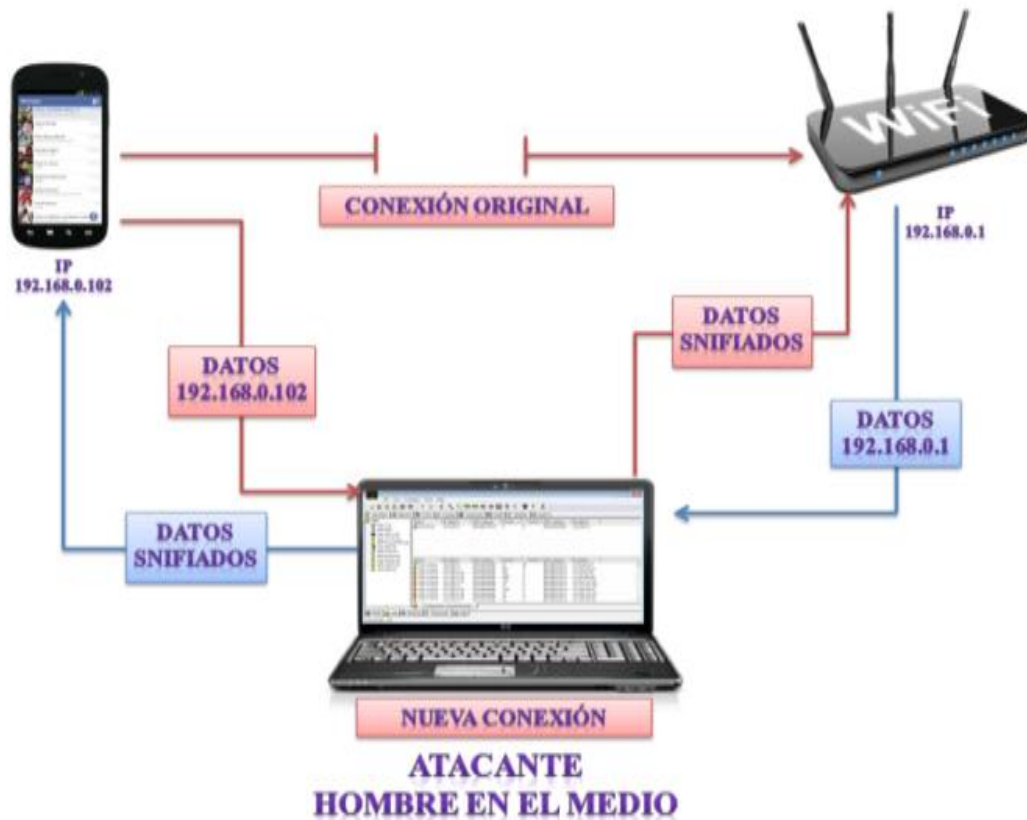 WiFi
CONEXIÓN ORIGINAL
IP
192.168.0.102
IP
192.168.0.1
DATOS
SNIFIADOS
DATOS
192.168.0.102
DATOS
192.168.0.1
DATOS
SNIFIADOS
NUEVA CONEXIÓN
ATACANTE
HOMBRE EN EL MEDIO